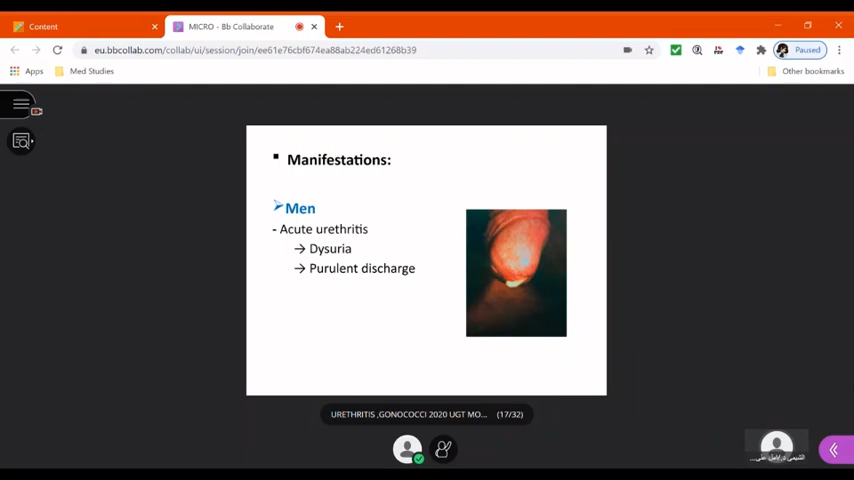 Content
MICRO - Bb Collaborate
eu.bbcollab.com/collab/ui/session/join/ee61e76cbf674ea88ab224ed61268b39
Paused
Apps
Med Studies
Other bookmarks
Manifestations:
Men
- Acute urethritis
→ Dysuria
→ Purulent discharge
URETHRITIS ,GONOCOCCI 2020 UGT MO... (17/32)